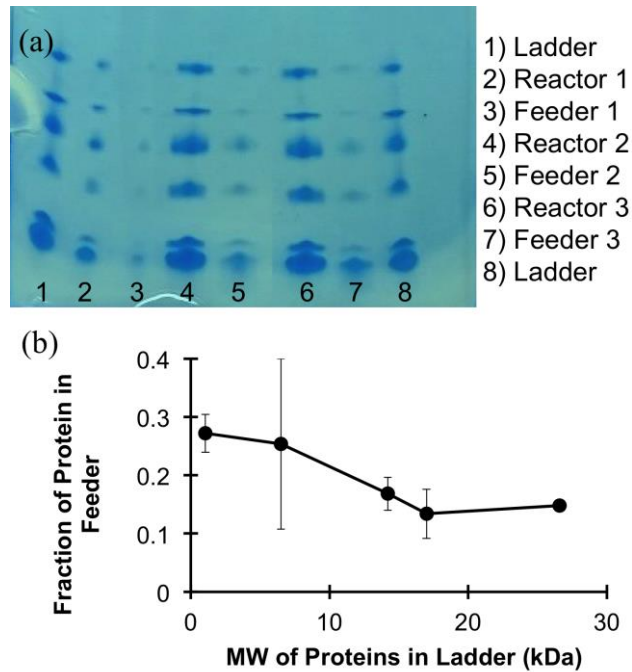 (a)
1) Ladder
2) Reactor 1
3) Feeder 1
4) Reactor 2
5) Feeder 2
6) Reactor 3
7) Feeder 3
8) Ladder
1 2 3 4 5 6 7 8
(b)
Fraction of Protein in
Feeder
0.4
0.3
0.2
0.1
0
0 10 20 30
MW of Proteins in Ladder (kDa)